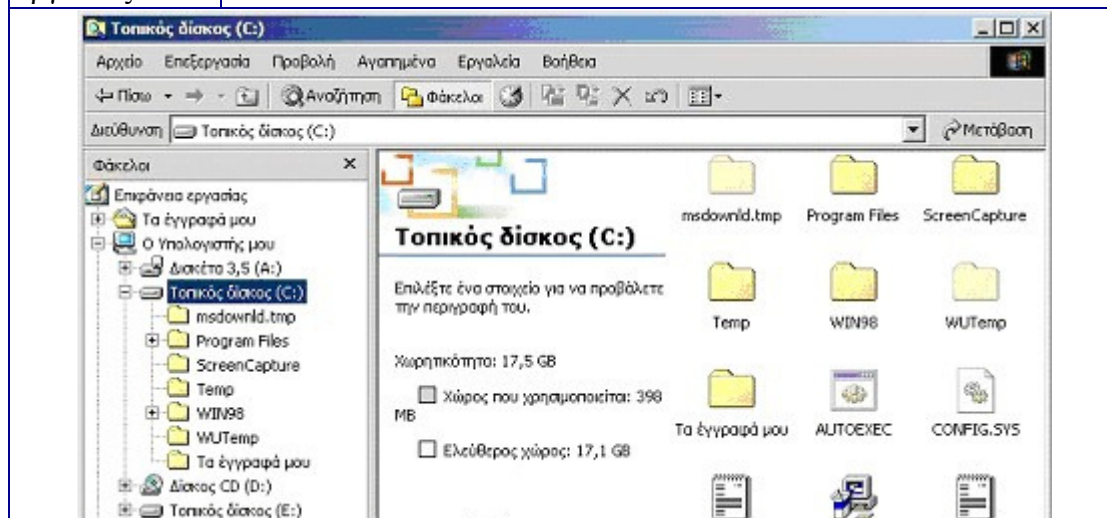 Τοπικός δίσκος (C:)
Αρχείο Επεξεργασία Προβολή Αγαπημένα Εργαλεία Βοήθεια
Πίσω Αναζήτηση Φάκελοι
Διεύθυνση Τοπικός δίσκος (C:) Μετάβαση
Φάκελοι
Επιφάνεια εργασίας
Τα έγγραφά μου
Ο Υπολογιστής μου
Δισκέτα 3,5 (A:)
Τοπικός δίσκος (C:)
msdownld.tmp
Program Files
ScreenCapture
Temp
WIN98
WUTemp
Τα έγγραφά μου
Δίσκος CD (D:)
Τοπικός δίσκος (E:)
Τοπικός δίσκος (C:)
Επιλέξτε ένα στοιχείο για να προβάλετε
την περιγραφή του.
Χωρητικότητα: 17,5 GB
Χώρος που χρησιμοποιείται: 398
MB
Ελεύθερος χώρος: 17,1 GB
msdownld.tmp Program Files ScreenCapture
Temp WIN98 WUTemp
Τα έγγραφά μου AUTOEXEC CONFIG.SYS